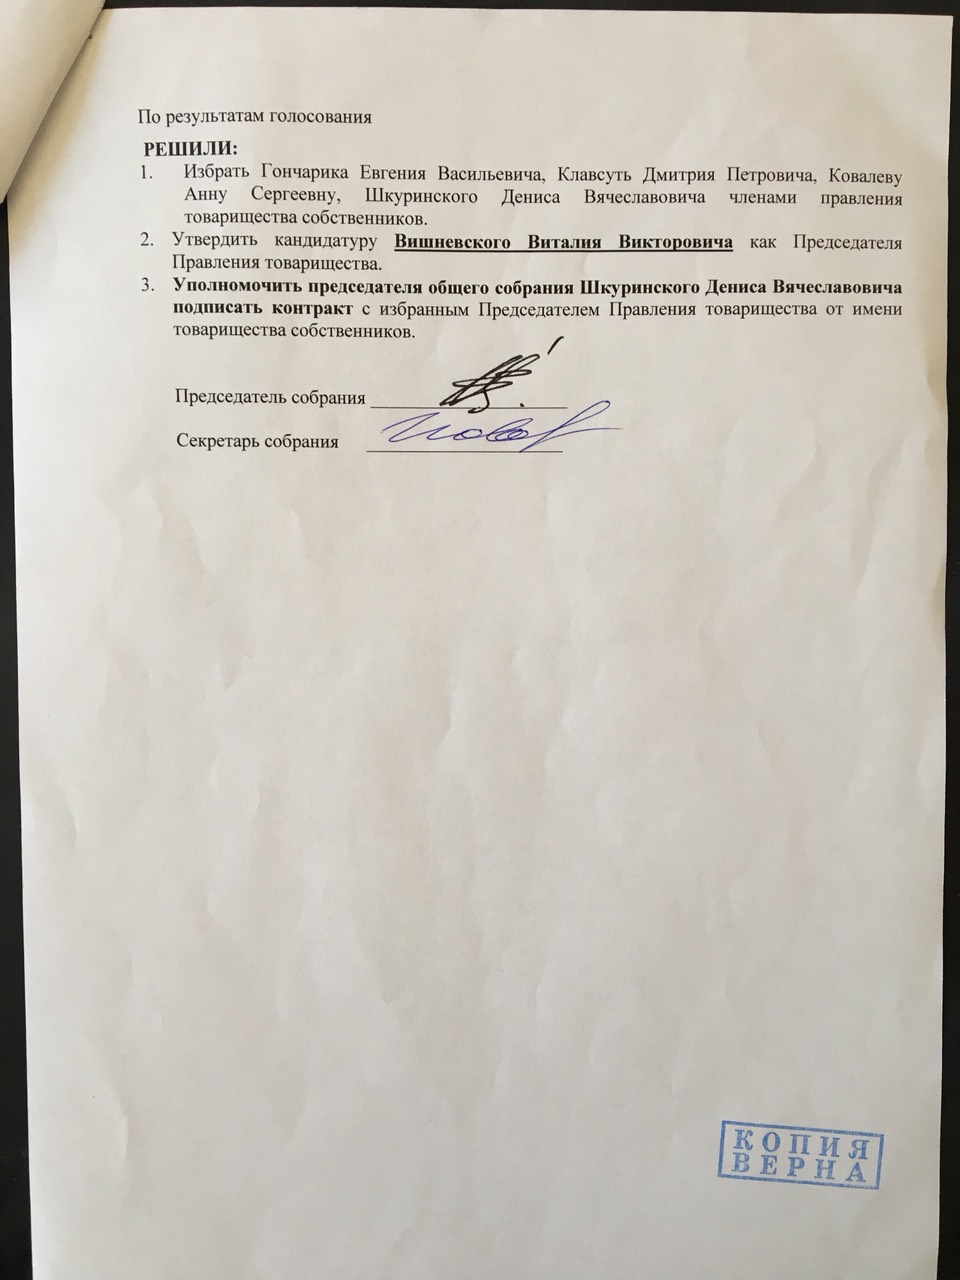 По результатам голосования
РЕШИЛИ:
1. Избрать Гончарика Евгения Васильевича, Клавсуть Дмитрия Петровича, Ковалеву
Анну Сергеевну, Шкуринского Дениса Вячеславовича членами правления
товарищества собственников.
2. Утвердить кандидатуру Вишневского Виталия Викторовича как Председателя
Правления товарищества.
3. Уполномочить председателя общего собрания Шкуринского Дениса Вячеславовича
подписать контракт с избранным Председателем Правления товарищества от имени
товарищества собственников.
Председатель собрания
Секретарь собрания
КОПИЯ
ВЕРНА